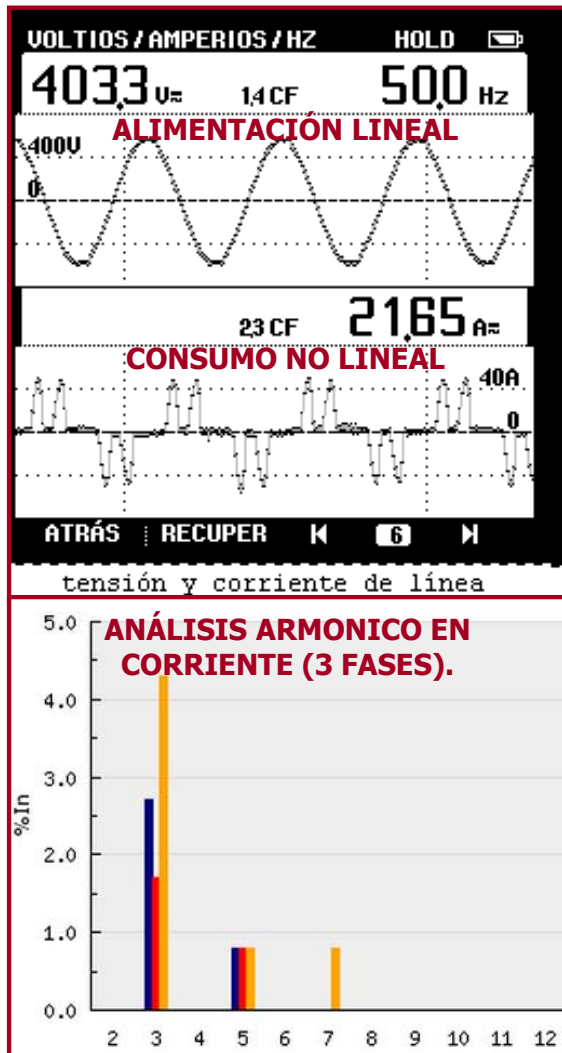 VOLTIOS/AMPERIOS/HZ HOLD
403,3 V≂ 1,4 CF 50,0 HZ
ALIMENTACIÓN LINEAL
400V
0
2,3 CF 21,65 A≂
CONSUMO NO LINEAL
40A
0
ATRÁS RECUPER 6
tensión y corriente de línea
ANÁLISIS ARMONICO EN
CORRIENTE (3 FASES).
5.0
4.0
3.0
2.0
1.0
0.0
%In
2 3 4 5 6 7 8 9 10 11 12